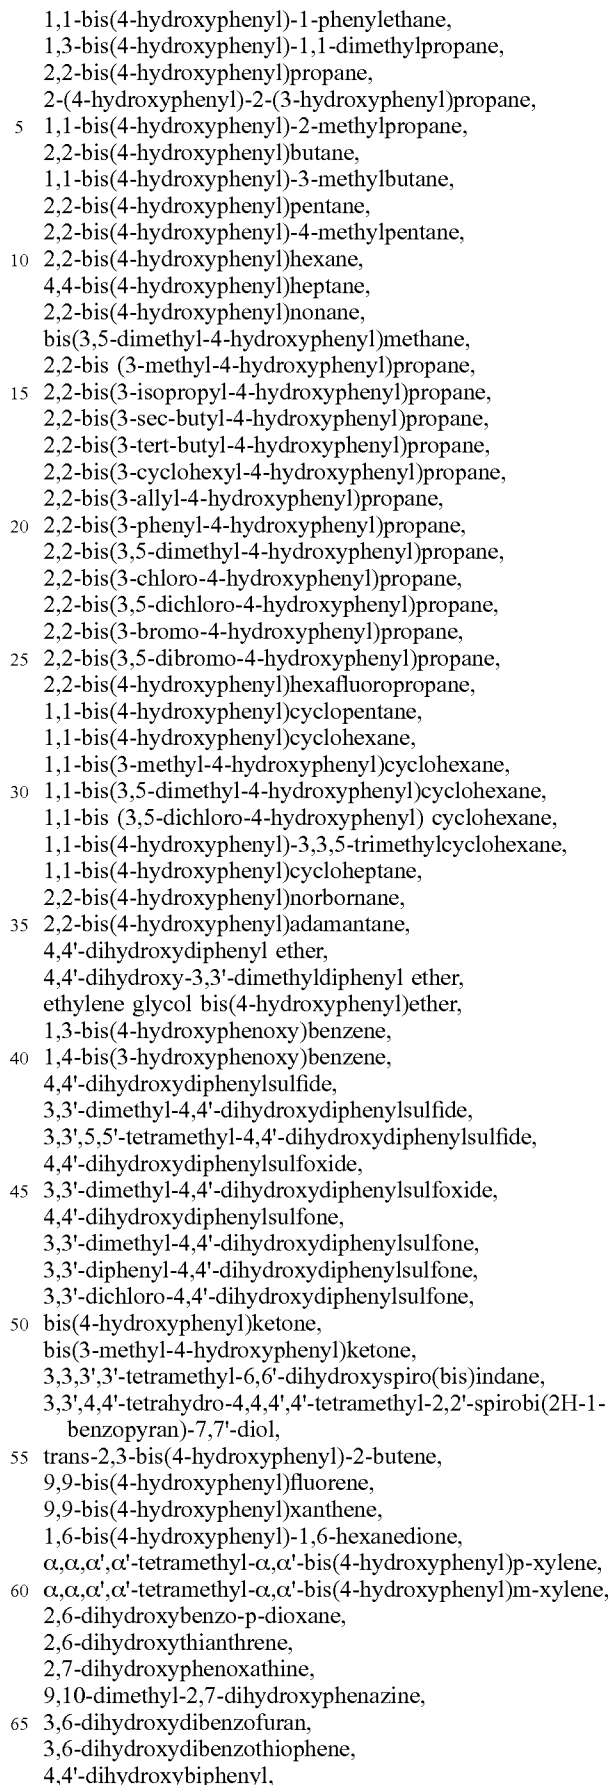 1,1-bis(4-hydroxyphenyl)-1-phenylethane,
1,3-bis(4-hydroxyphenyl)-1,1-dimethylpropane,
2,2-bis(4-hydroxyphenyl)propane,
2-(4-hydroxyphenyl)-2-(3-hydroxyphenyl)propane,
5 1,1-bis(4-hydroxyphenyl)-2-methylpropane,
2,2-bis(4-hydroxyphenyl)butane,
1,1-bis(4-hydroxyphenyl)-3-methylbutane,
2,2-bis(4-hydroxyphenyl)pentane,
2,2-bis(4-hydroxyphenyl)-4-methylpentane,
10 2,2-bis(4-hydroxyphenyl)hexane,
4,4-bis(4-hydroxyphenyl)heptane,
2,2-bis(4-hydroxyphenyl)nonane,
bis(3,5-dimethyl-4-hydroxyphenyl)methane,
2,2-bis (3-methyl-4-hydroxyphenyl)propane,
15 2,2-bis(3-isopropyl-4-hydroxyphenyl)propane,
2,2-bis(3-sec-butyl-4-hydroxyphenyl)propane,
2,2-bis(3-tert-butyl-4-hydroxyphenyl)propane,
2,2-bis(3-cyclohexyl-4-hydroxyphenyl)propane,
2,2-bis(3-allyl-4-hydroxyphenyl)propane,
20 2,2-bis(3-phenyl-4-hydroxyphenyl)propane,
2,2-bis(3,5-dimethyl-4-hydroxyphenyl)propane,
2,2-bis(3-chloro-4-hydroxyphenyl)propane,
2,2-bis(3,5-dichloro-4-hydroxyphenyl)propane,
2,2-bis(3-bromo-4-hydroxyphenyl)propane,
25 2,2-bis(3,5-dibromo-4-hydroxyphenyl)propane,
2,2-bis(4-hydroxyphenyl)hexafluoropropane,
1,1-bis(4-hydroxyphenyl)cyclopentane,
1,1-bis(4-hydroxyphenyl)cyclohexane,
1,1-bis(3-methyl-4-hydroxyphenyl)cyclohexane,
30 1,1-bis(3,5-dimethyl-4-hydroxyphenyl)cyclohexane,
1,1-bis (3,5-dichloro-4-hydroxyphenyl) cyclohexane,
1,1-bis(4-hydroxyphenyl)-3,3,5-trimethylcyclohexane,
1,1-bis(4-hydroxyphenyl)cycloheptane,
2,2-bis(4-hydroxyphenyl)norbornane,
35 2,2-bis(4-hydroxyphenyl)adamantane,
4,4'-dihydroxydiphenyl ether,
4,4'-dihydroxy-3,3'-dimethyldiphenyl ether,
ethylene glycol bis(4-hydroxyphenyl)ether,
1,3-bis(4-hydroxyphenoxy)benzene,
40 1,4-bis(3-hydroxyphenoxy)benzene,
4,4'-dihydroxydiphenylsulfide,
3,3'-dimethyl-4,4'-dihydroxydiphenylsulfide,
3,3',5,5'-tetramethyl-4,4'-dihydroxydiphenylsulfide,
4,4'-dihydroxydiphenylsulfoxide,
45 3,3'-dimethyl-4,4'-dihydroxydiphenylsulfoxide,
4,4'-dihydroxydiphenylsulfone,
3,3'-dimethyl-4,4'-dihydroxydiphenylsulfone,
3,3'-diphenyl-4,4'-dihydroxydiphenylsulfone,
3,3'-dichloro-4,4'-dihydroxydiphenylsulfone,
50 bis(4-hydroxyphenyl)ketone,
bis(3-methyl-4-hydroxyphenyl)ketone,
3,3,3',3'-tetramethyl-6,6'-dihydroxyspiro(bis)indane,
3,3',4,4'-tetrahydro-4,4,4',4'-tetramethyl-2,2'-spirobi(2H-1-
benzopyran)-7,7'-diol,
55 trans-2,3-bis(4-hydroxyphenyl)-2-butene,
9,9-bis(4-hydroxyphenyl)fluorene,
9,9-bis(4-hydroxyphenyl)xanthene,
1,6-bis(4-hydroxyphenyl)-1,6-hexanedione,
α,α,α',α'-tetramethyl-α,α'-bis(4-hydroxyphenyl)p-xylene,
60 α,α,α',α'-tetramethyl-α,α'-bis(4-hydroxyphenyl)m-xylene,
2,6-dihydroxybenzo-p-dioxane,
2,6-dihydroxythianthrene,
2,7-dihydroxyphenoxathine,
9,10-dimethyl-2,7-dihydroxyphenazine,
65 3,6-dihydroxydibenzofuran,
3,6-dihydroxydibenzothiophene,
4,4'-dihydroxybiphenyl,